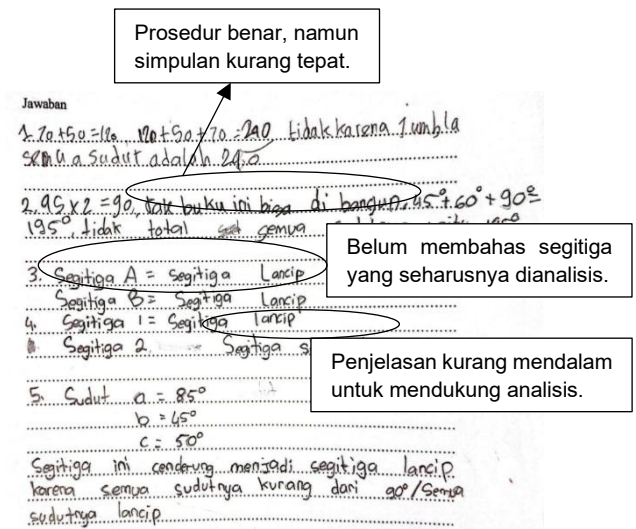 Prosedur benar, namun
simpulan kurang tepat.
Jawaban
1. 70+50=120, 120+50+70=240 tidak karena Jumbla
semua sudut adalah 240
2. 45 x 2 = 90, buku ini bisa di bangun. 45°+60°+90°=
195°, tidak total semua
Belum membahas segitiga
yang seharusnya dianalisis.
3. Segitiga A = segitiga Lancip
Segitiga B = Segitiga Lancip
4. Segitiga 1 = Segitiga lancip
Segitiga 2 = Segitiga s
Penjelasan kurang mendalam
untuk mendukung analisis.
5. Sudut a = 85°
b = 45°
c = 50°
Segitiga ini cenderung menjadi segitiga lancip
karena semua sudutnya kurang dari 90°/Semua
sudutnya lancip